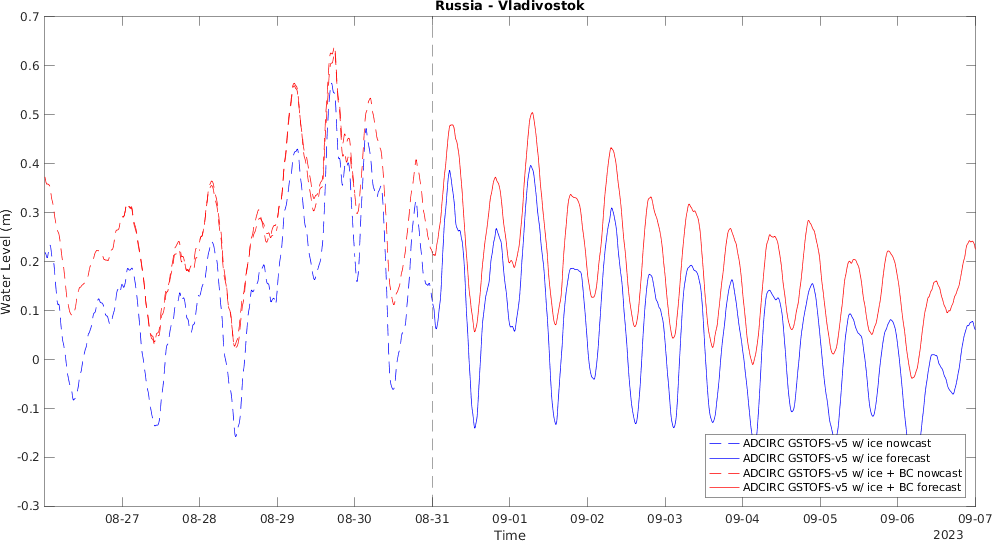 Russia - Vladivostok
0.7
0.6
0.5
0.4
0.3
0.2
0.1
0
-0.1
-0.2
-0.3
Water Level (m)
ADCIRC GSTOFS-v5 w/ ice nowcast
ADCIRC GSTOFS-v5 w/ ice forecast
ADCIRC GSTOFS-v5 w/ ice + BC nowcast
ADCIRC GSTOFS-v5 w/ ice + BC forecast
08-27 08-28 08-29 08-30 08-31 09-01 09-02 09-03 09-04 09-05 09-06 09-07
Time 2023